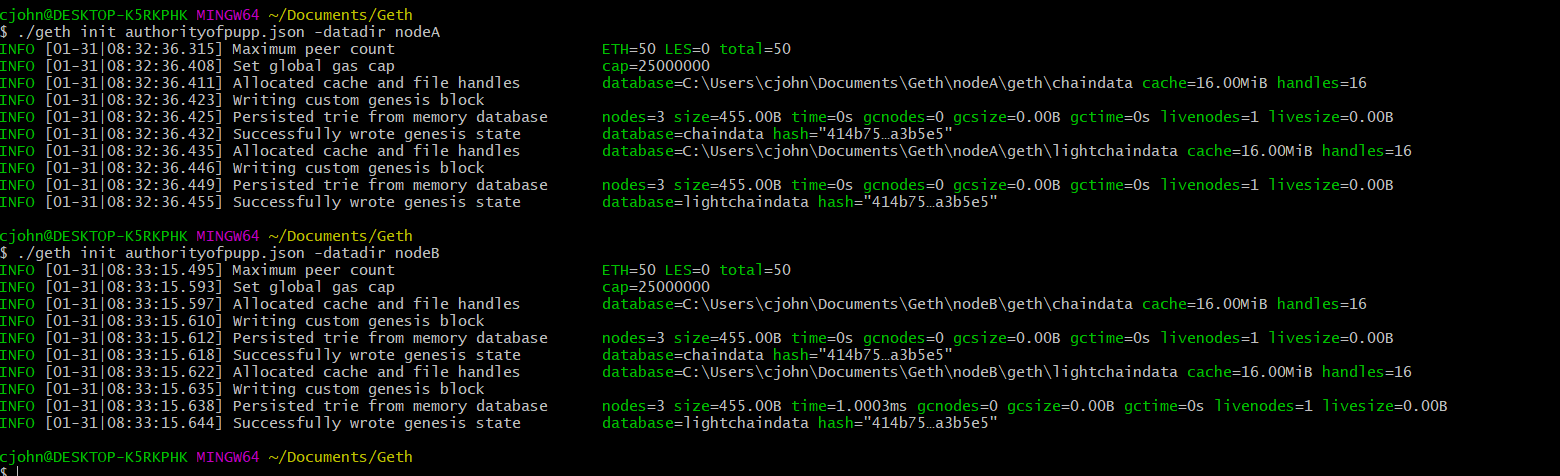 cjohn@DESKTOP-K5RKPHK MINGW64 ~/Documents/Geth
$ ./geth init authorityofpupp.json -datadir nodeA
INFO [01-31|08:32:36.315] Maximum peer count ETH=50 LES=0 total=50
INFO [01-31|08:32:36.408] Set global gas cap cap=25000000
INFO [01-31|08:32:36.411] Allocated cache and file handles database=C:\Users\cjohn\Documents\Geth\nodeA\geth\chaindata cache=16.00MiB handles=16
INFO [01-31|08:32:36.423] Writing custom genesis block
INFO [01-31|08:32:36.425] Persisted trie from memory database nodes=3 size=455.00B time=0s gcnodes=0 gcsize=0.00B gctime=0s livenodes=1 livesize=0.00B
INFO [01-31|08:32:36.432] Successfully wrote genesis state database=chaindata hash="414b75…a3b5e5"
INFO [01-31|08:32:36.435] Allocated cache and file handles database=C:\Users\cjohn\Documents\Geth\nodeA\geth\lightchaindata cache=16.00MiB handles=16
INFO [01-31|08:32:36.446] Writing custom genesis block
INFO [01-31|08:32:36.449] Persisted trie from memory database nodes=3 size=455.00B time=0s gcnodes=0 gcsize=0.00B gctime=0s livenodes=1 livesize=0.00B
INFO [01-31|08:32:36.455] Successfully wrote genesis state database=lightchaindata hash="414b75…a3b5e5"
cjohn@DESKTOP-K5RKPHK MINGW64 ~/Documents/Geth
$ ./geth init authorityofpupp.json -datadir nodeB
INFO [01-31|08:33:15.495] Maximum peer count ETH=50 LES=0 total=50
INFO [01-31|08:33:15.593] Set global gas cap cap=25000000
INFO [01-31|08:33:15.597] Allocated cache and file handles database=C:\Users\cjohn\Documents\Geth\nodeB\geth\chaindata cache=16.00MiB handles=16
INFO [01-31|08:33:15.610] Writing custom genesis block
INFO [01-31|08:33:15.612] Persisted trie from memory database nodes=3 size=455.00B time=0s gcnodes=0 gcsize=0.00B gctime=0s livenodes=1 livesize=0.00B
INFO [01-31|08:33:15.618] Successfully wrote genesis state database=chaindata hash="414b75…a3b5e5"
INFO [01-31|08:33:15.622] Allocated cache and file handles database=C:\Users\cjohn\Documents\Geth\nodeB\geth\lightchaindata cache=16.00MiB handles=16
INFO [01-31|08:33:15.635] Writing custom genesis block
INFO [01-31|08:33:15.638] Persisted trie from memory database nodes=3 size=455.00B time=1.0003ms gcnodes=0 gcsize=0.00B gctime=0s livenodes=1 livesize=0.00B
INFO [01-31|08:33:15.644] Successfully wrote genesis state database=lightchaindata hash="414b75…a3b5e5"
cjohn@DESKTOP-K5RKPHK MINGW64 ~/Documents/Geth
$